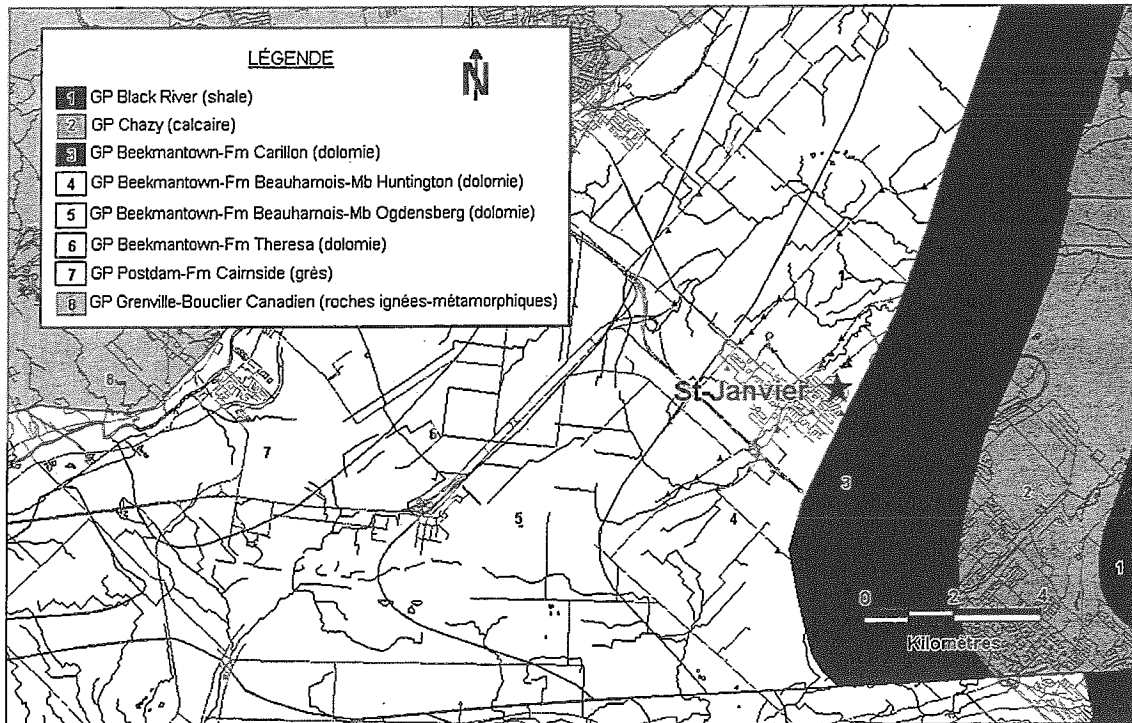 LÉGENDE
N
1 GP Black River (shale)
2 GP Chazy (calcaire)
3 GP Beekmantown-Fm Carillon (dolomie)
4 GP Beekmantown-Fm Beauharnois-Mb Huntington (dolomie)
5 GP Beekmantown-Fm Beauharnois-Mb Ogdensberg (dolomie)
6 GP Beekmantown-Fm Theresa (dolomie)
7 GP Postdam-Fm Cairnside (grès)
8 GP Grenville-Bouclier Canadien (roches ignées-métamorphiques)
1
St-Janvier
8
6
7
3
2
5
4
1
0 2 4
Kilomètres